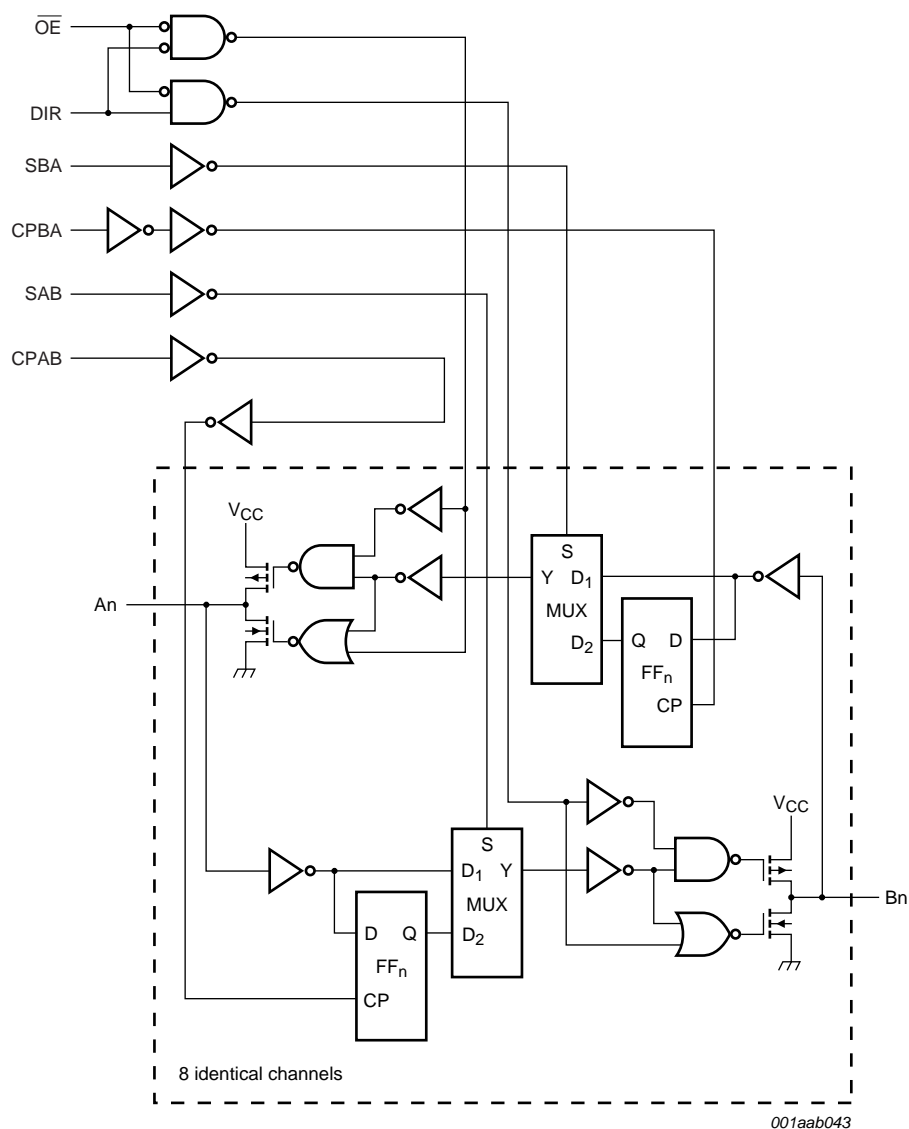 OE
DIR
SBA
CPBA
SAB
CPAB
VCC
An
S
Y D1
MUX
D2
Q D
FFn
CP
S
D1 Y
MUX
D2
D Q
FFn
CP
VCC
Bn
8 identical channels
001aab043